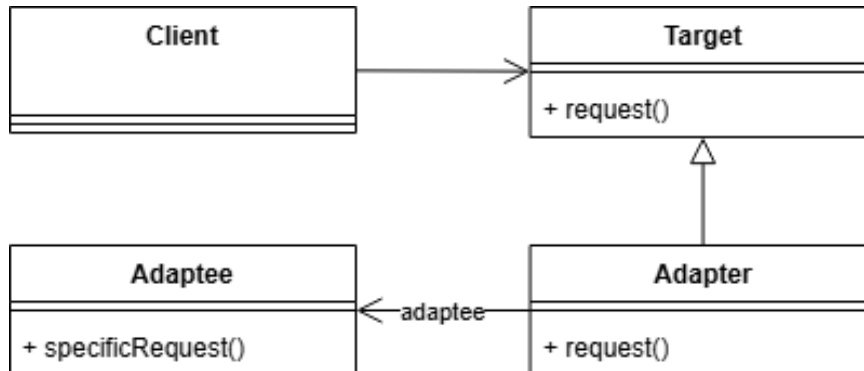 Client
Target
+ request()
Adaptee
+ specificRequest()
adaptee
Adapter
+ request()